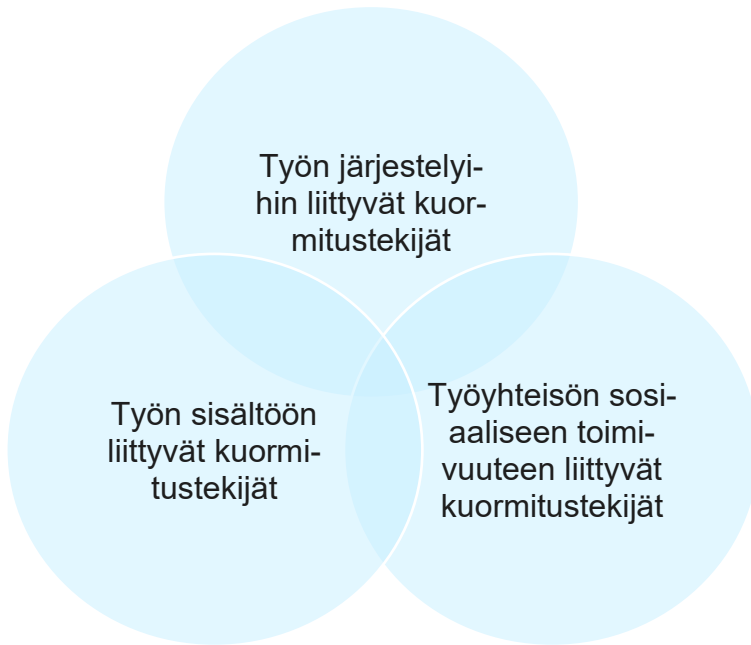 Työn järjestelyi-
hin liittyvät kuor-
mitustekijät
Työn sisältöön
liittyvät kuormi-
tustekijät
Työyhteisön sosi-
aaliseen toimi-
vuuteen liittyvät
kuormitustekijät